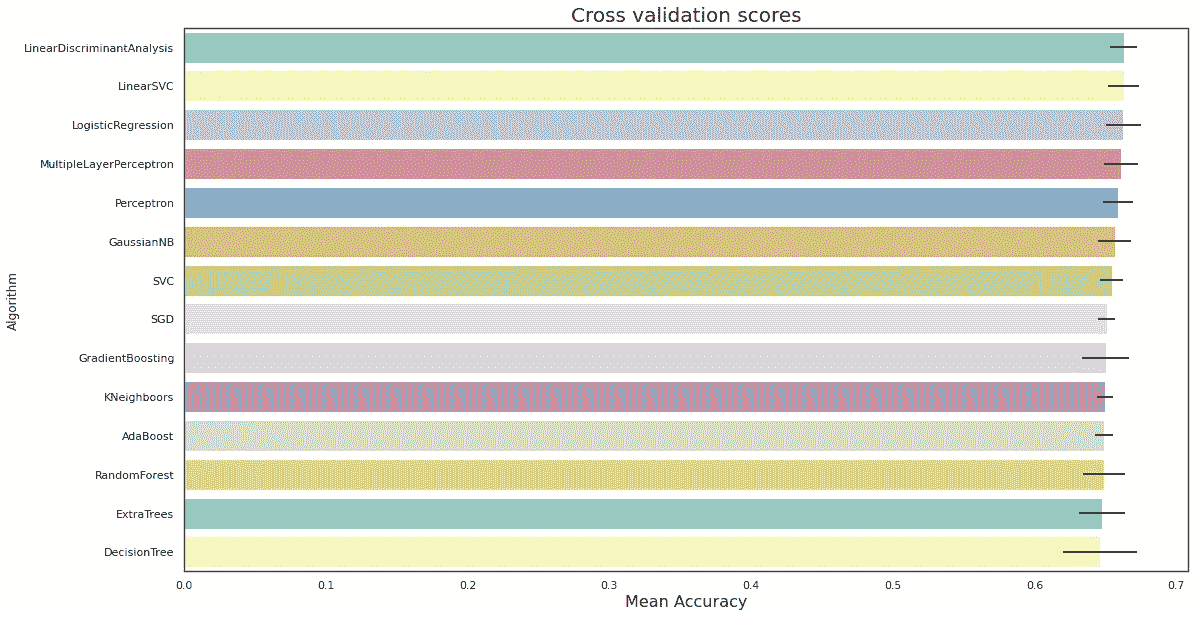 Cross validation scores
LinearDiscriminantAnalysis
LinearSVC
LogisticRegression
MultipleLayerPerceptron
Perceptron
GaussianNB
SVC
SGD
GradientBoosting
KNeighboors
AdaBoost
RandomForest
ExtraTrees
DecisionTree
Algorithm
0.0 0.1 0.2 0.3 0.4 0.5 0.6 0.7
Mean Accuracy